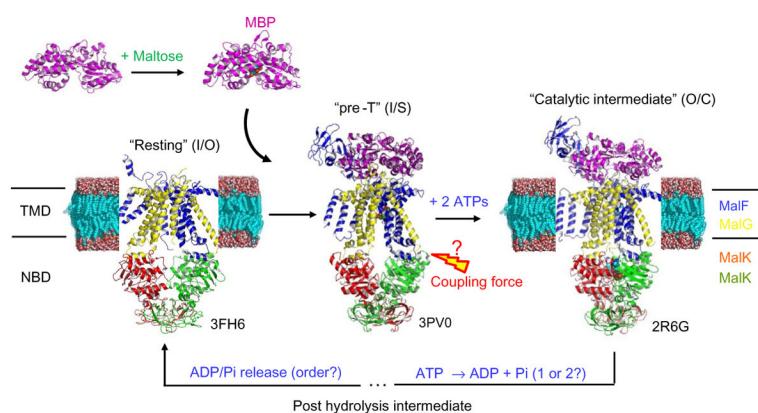 MBP
+ Maltose
"pre-T" (I/S)
"Catalytic intermediate" (O/C)
"Resting" (I/O)
TMD
+ 2 ATPs
MalF
MalG
?
NBD
Coupling force
MalK
MalK
3FH6
3PV0
2R6G
ADP/Pi release (order?)
... ATP → ADP + Pi (1 or 2?)
Post hydrolysis intermediate